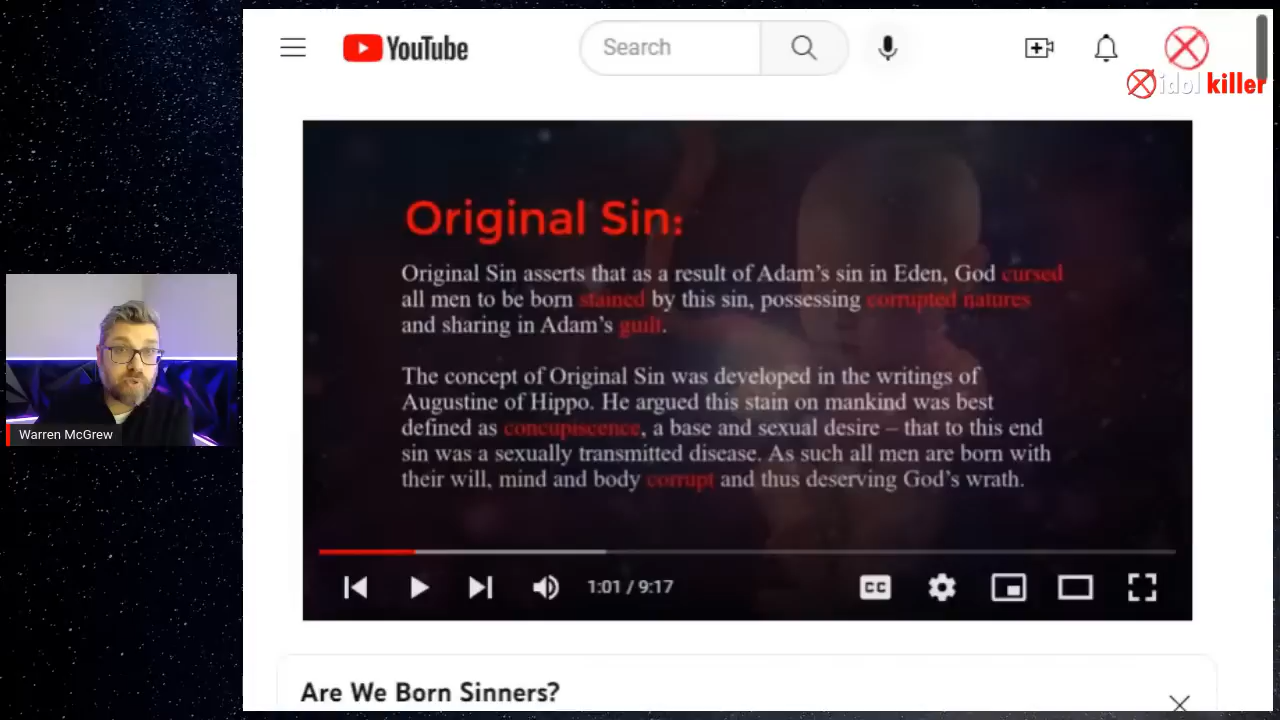 YouTube
Search
idol killer
Original Sin:
Original Sin asserts that as a result of Adam's sin in Eden, God cursed
all men to be born stained by this sin, possessing corrupted natures
and sharing in Adam's guilt.
The concept of Original Sin was developed in the writings of
Augustine of Hippo. He argued this stain on mankind was best
defined as concupiscence, a base and sexual desire – that to this end
sin was a sexually transmitted disease. As such all men are born with
their will, mind and body corrupt and thus deserving God's wrath.
Warren McGrew
1:01 / 9:17
CC
Are We Born Sinners?